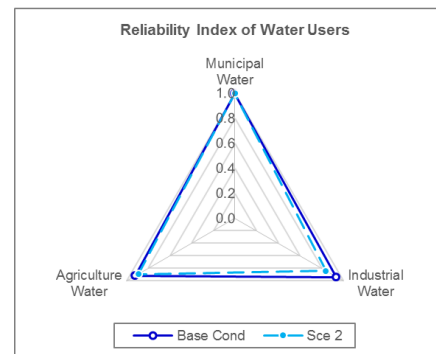 Reliability Index of Water Users
Municipal
Water
1.0
0.8
0.6
0.4
0.2
0.0
Agriculture
Water
Industrial
Water
Base Cond
Sce 2